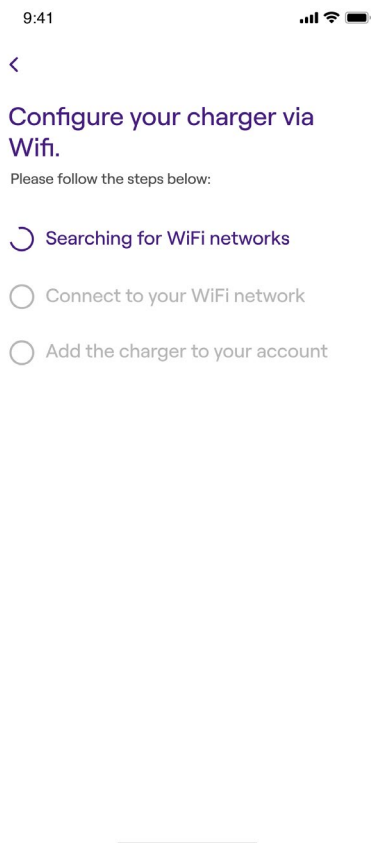 9:41
Configure your charger via
Wifi.
Please follow the steps below:
Searching for WiFi networks
Connect to your WiFi network
Add the charger to your account